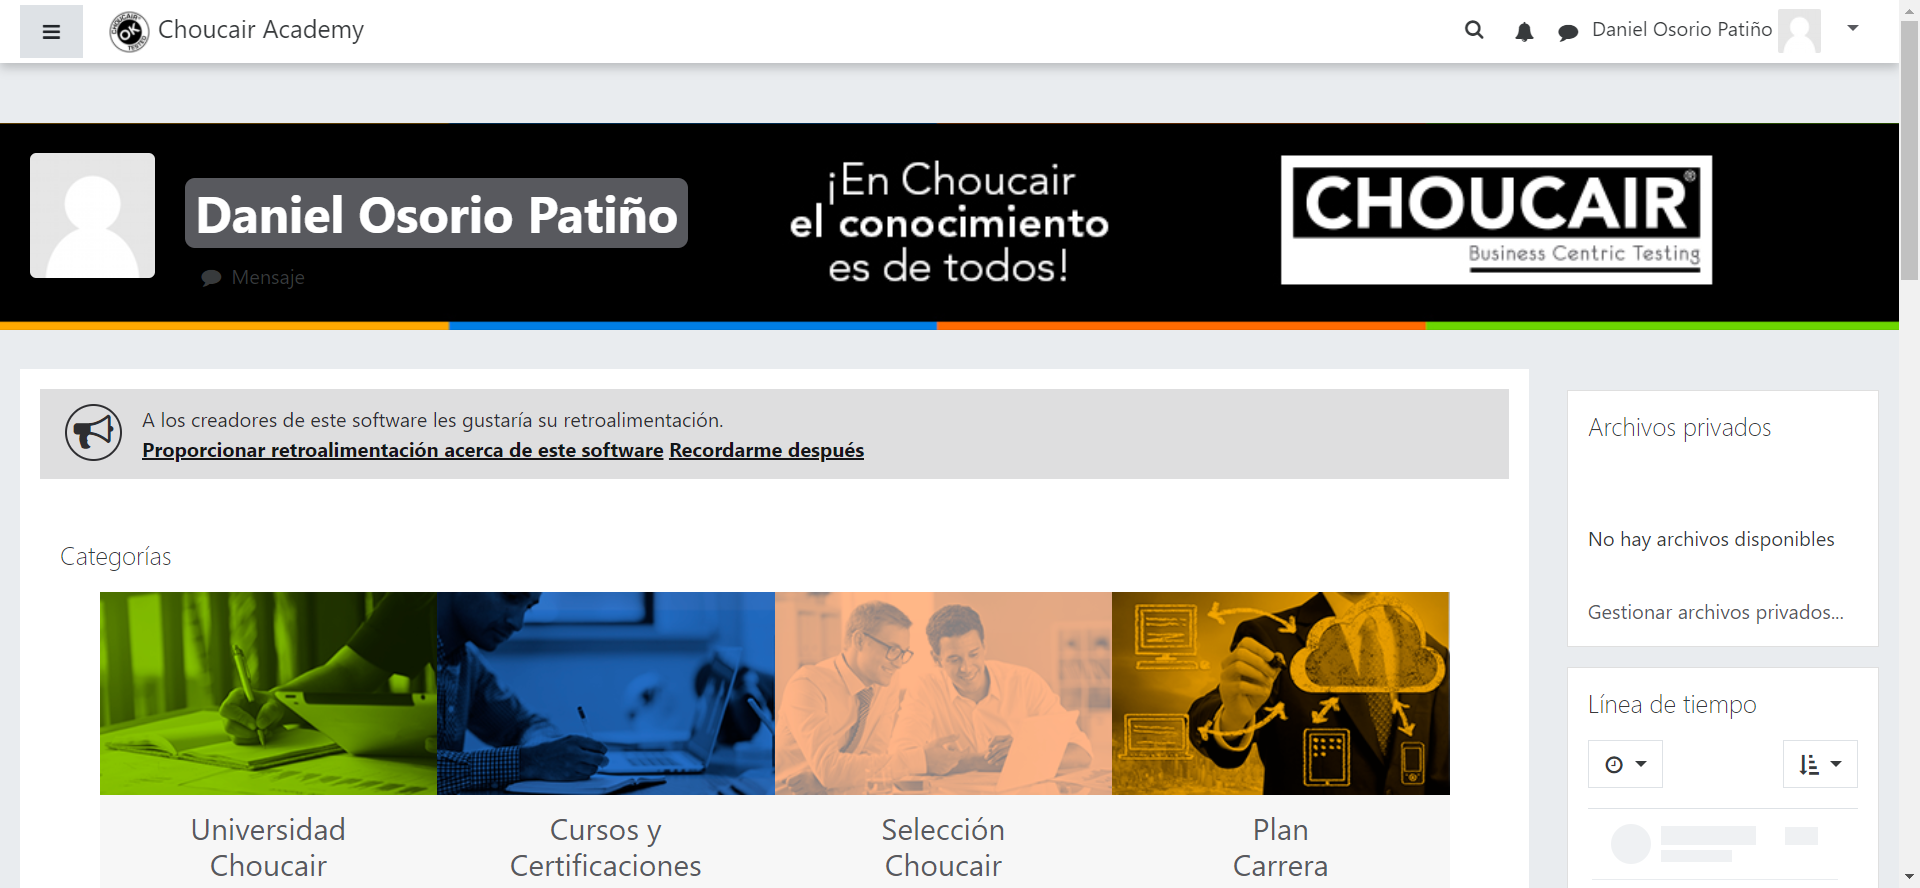 Choucair Academy
Daniel Osorio Patiño
CHOUCAIR
OK
TESTED
Daniel Osorio Patiño
Mensaje
¡En Choucair
el conocimiento
es de todos!
CHOUCAIR®
Business Centric Testing
A los creadores de este software les gustaría su retroalimentación.
Proporcionar retroalimentación acerca de este software Recordarme después
Categorías
Universidad
Choucair
Cursos y
Certificaciones
Selección
Choucair
Plan
Carrera
Archivos privados
No hay archivos disponibles
Gestionar archivos privados...
Línea de tiempo